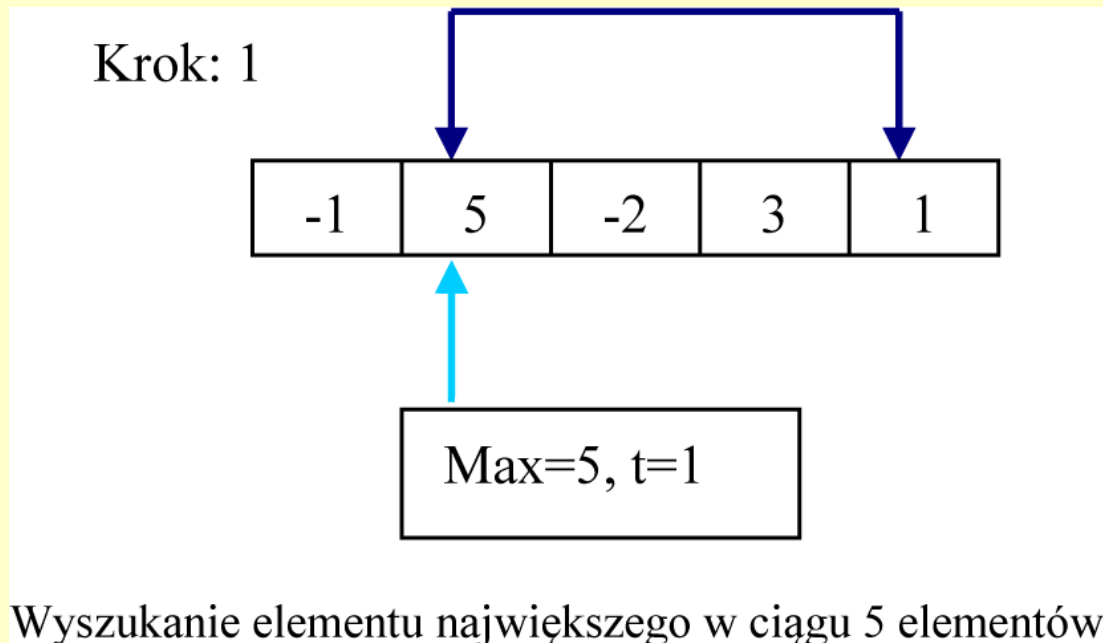 Krok: 1
-1 5 -2 3 1
Max=5, t=1
Wyszukanie elementu największego w ciągu 5 elementów